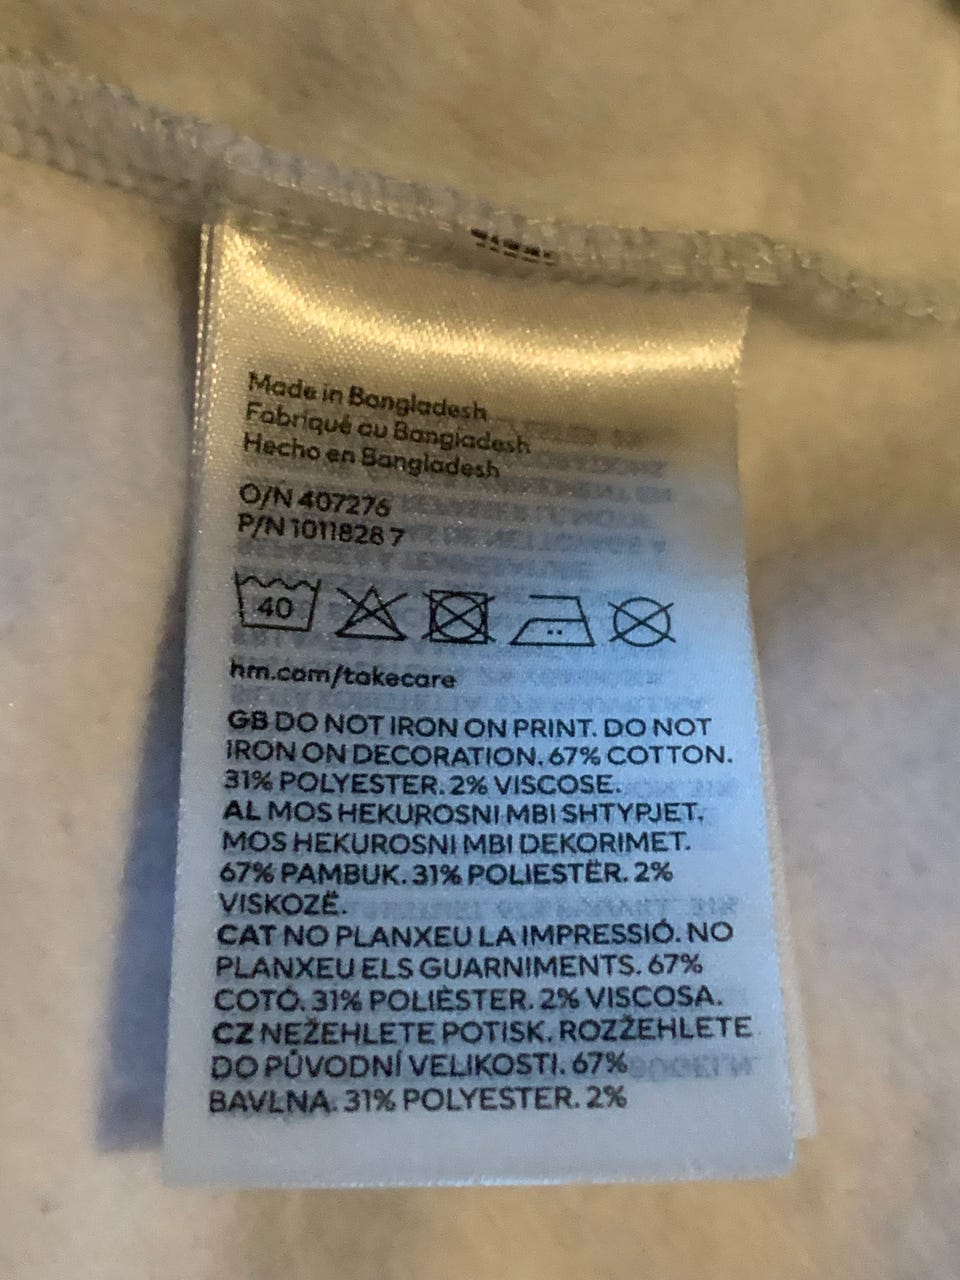 Made in Bangladesh
Fabriqué au Bangladesh
Hecho en Bangladesh
O/N 407276
P/N 1011828 7
40
hm.com/takecare
GB DO NOT IRON ON PRINT. DO NOT
IRON ON DECORATION. 67% COTTON.
31% POLYESTER. 2% VISCOSE.
AL MOS HEKUROSNI MBI SHTYPJET.
MOS HEKUROSNI MBI DEKORIMET.
67% PAMBUK. 31% POLIESTËR. 2%
VISKOZË.
CAT NO PLANXEU LA IMPRESSIÓ. NO
PLANXEU ELS GUARNIMENTS. 67%
COTÓ. 31% POLIÈSTER. 2% VISCOSA.
CZ NEŽEHLETE POTISK. ROZŽEHLETE
DO PŮVODNÍ VELIKOSTI. 67%
BAVLNA. 31% POLYESTER. 2%